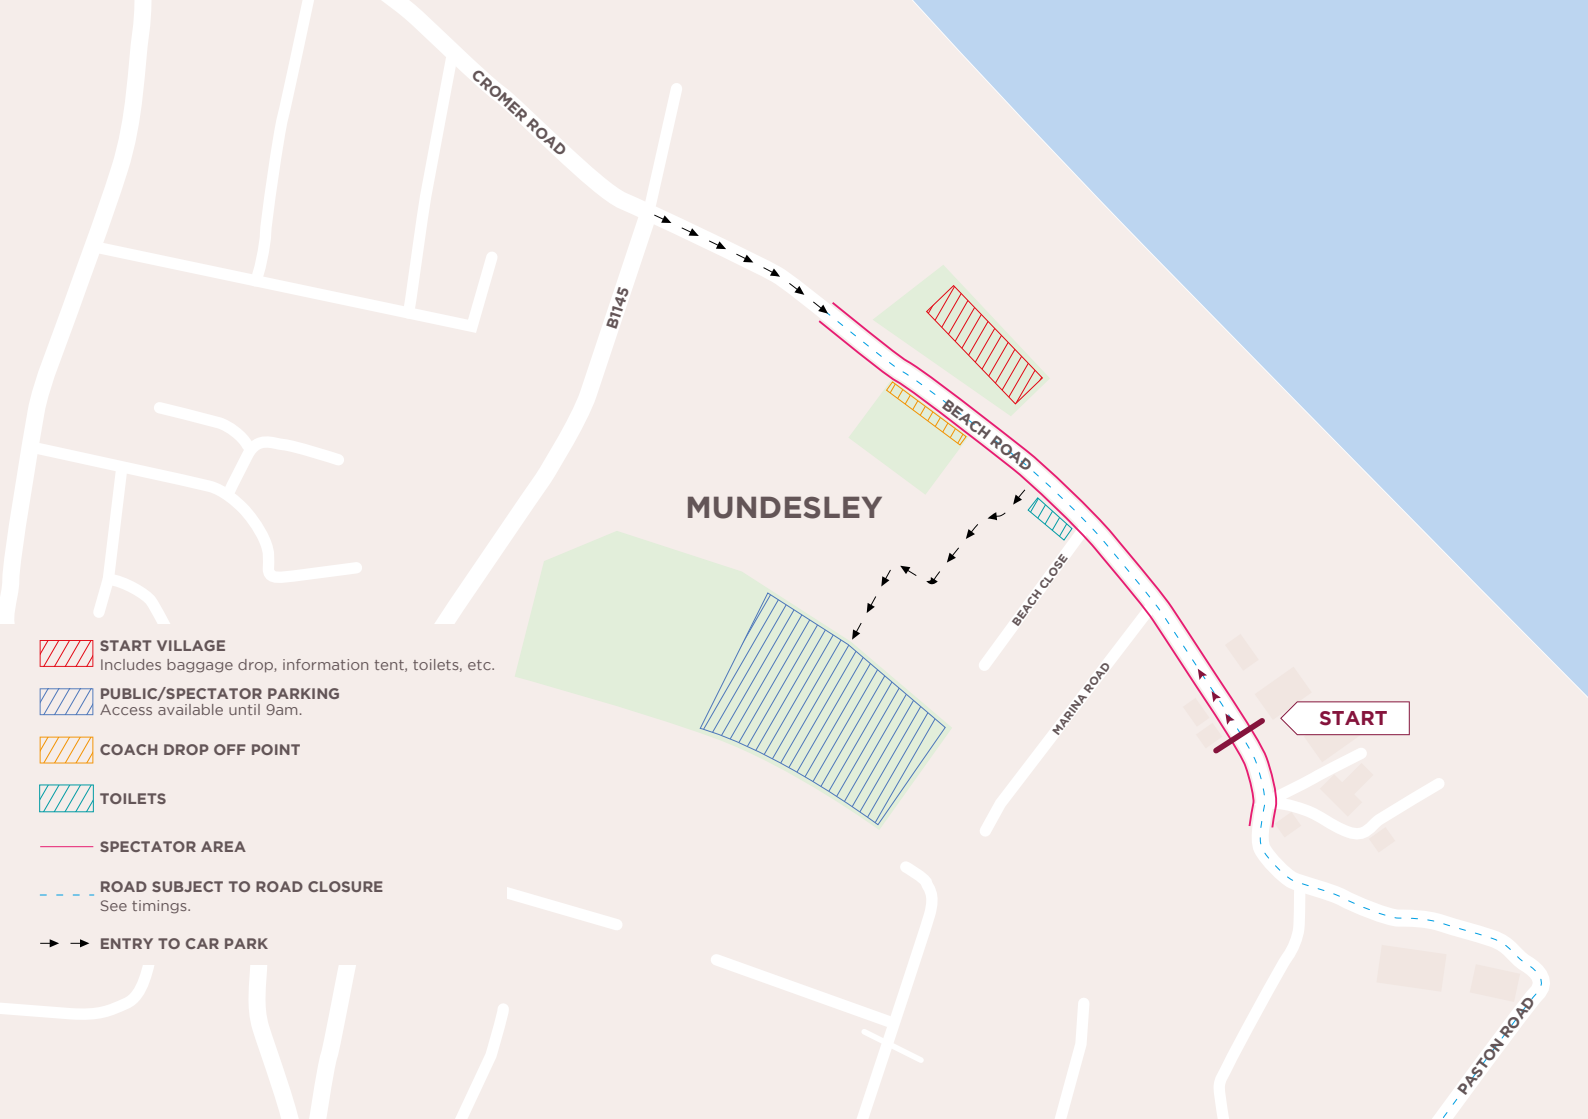 CROMER ROAD
B1145
BEACH ROAD
MUNDESLEY
BEACH CLOSE
MARINA ROAD
START
PASTON ROAD
START VILLAGE
Includes baggage drop, information tent, toilets, etc.
PUBLIC/SPECTATOR PARKING
Access available until 9am.
COACH DROP OFF POINT
TOILETS
SPECTATOR AREA
ROAD SUBJECT TO ROAD CLOSURE
See timings.
ENTRY TO CAR PARK